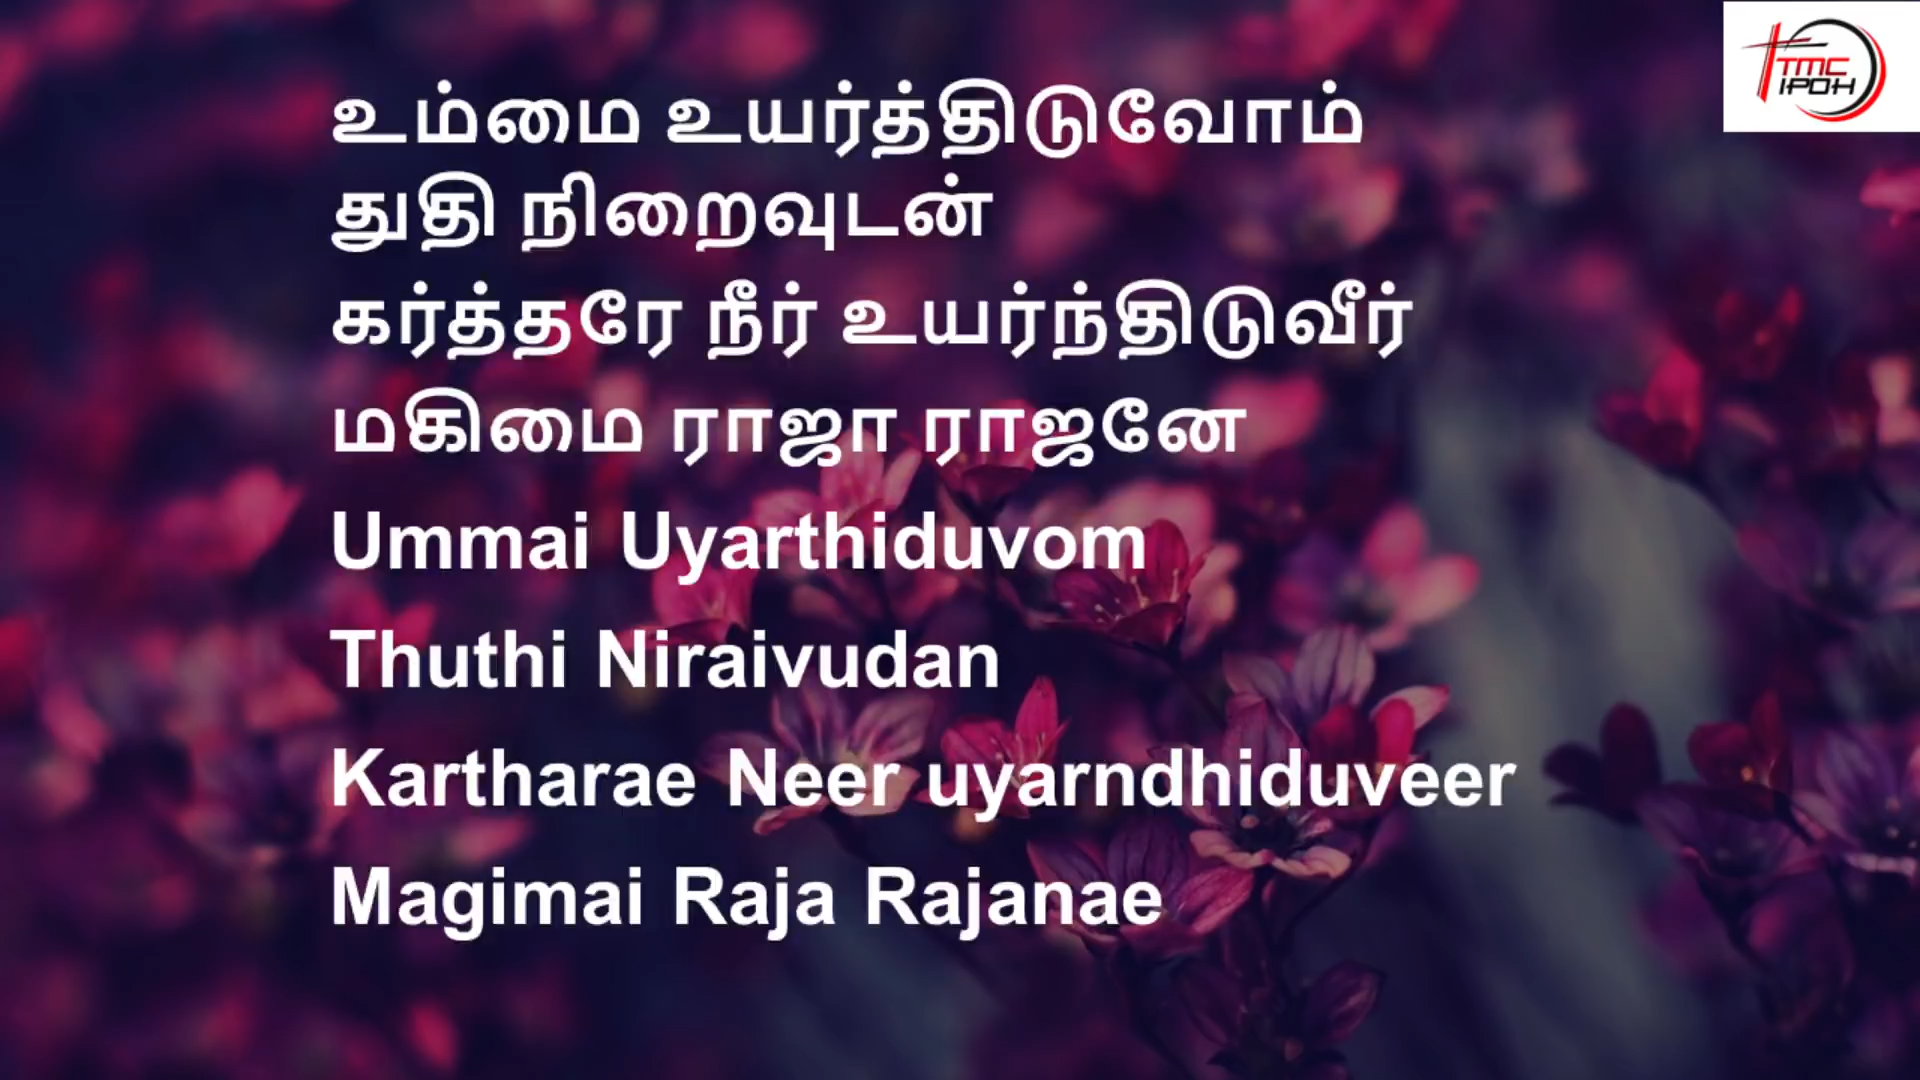 உம்மை உயர்த்திடுவோம்
துதி நிறைவுடன்
கர்த்தரே நீர் உயர்ந்திடுவீர்
மகிமை ராஜா ராஜனே
Ummai Uyarthiduvom
Thuthi Niraivudan
Kartharae Neer uyarndhiduveer
Magimai Raja Rajanae
TMC
IPOH